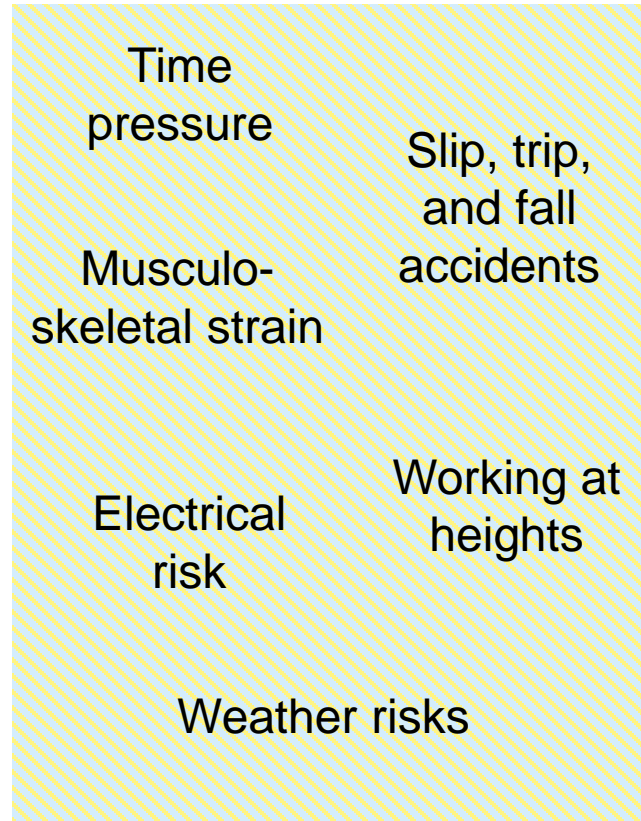 Time
pressure
Slip, trip,
and fall
accidents
Musculo-
skeletal strain
Working at
heights
Electrical
risk
Weather risks